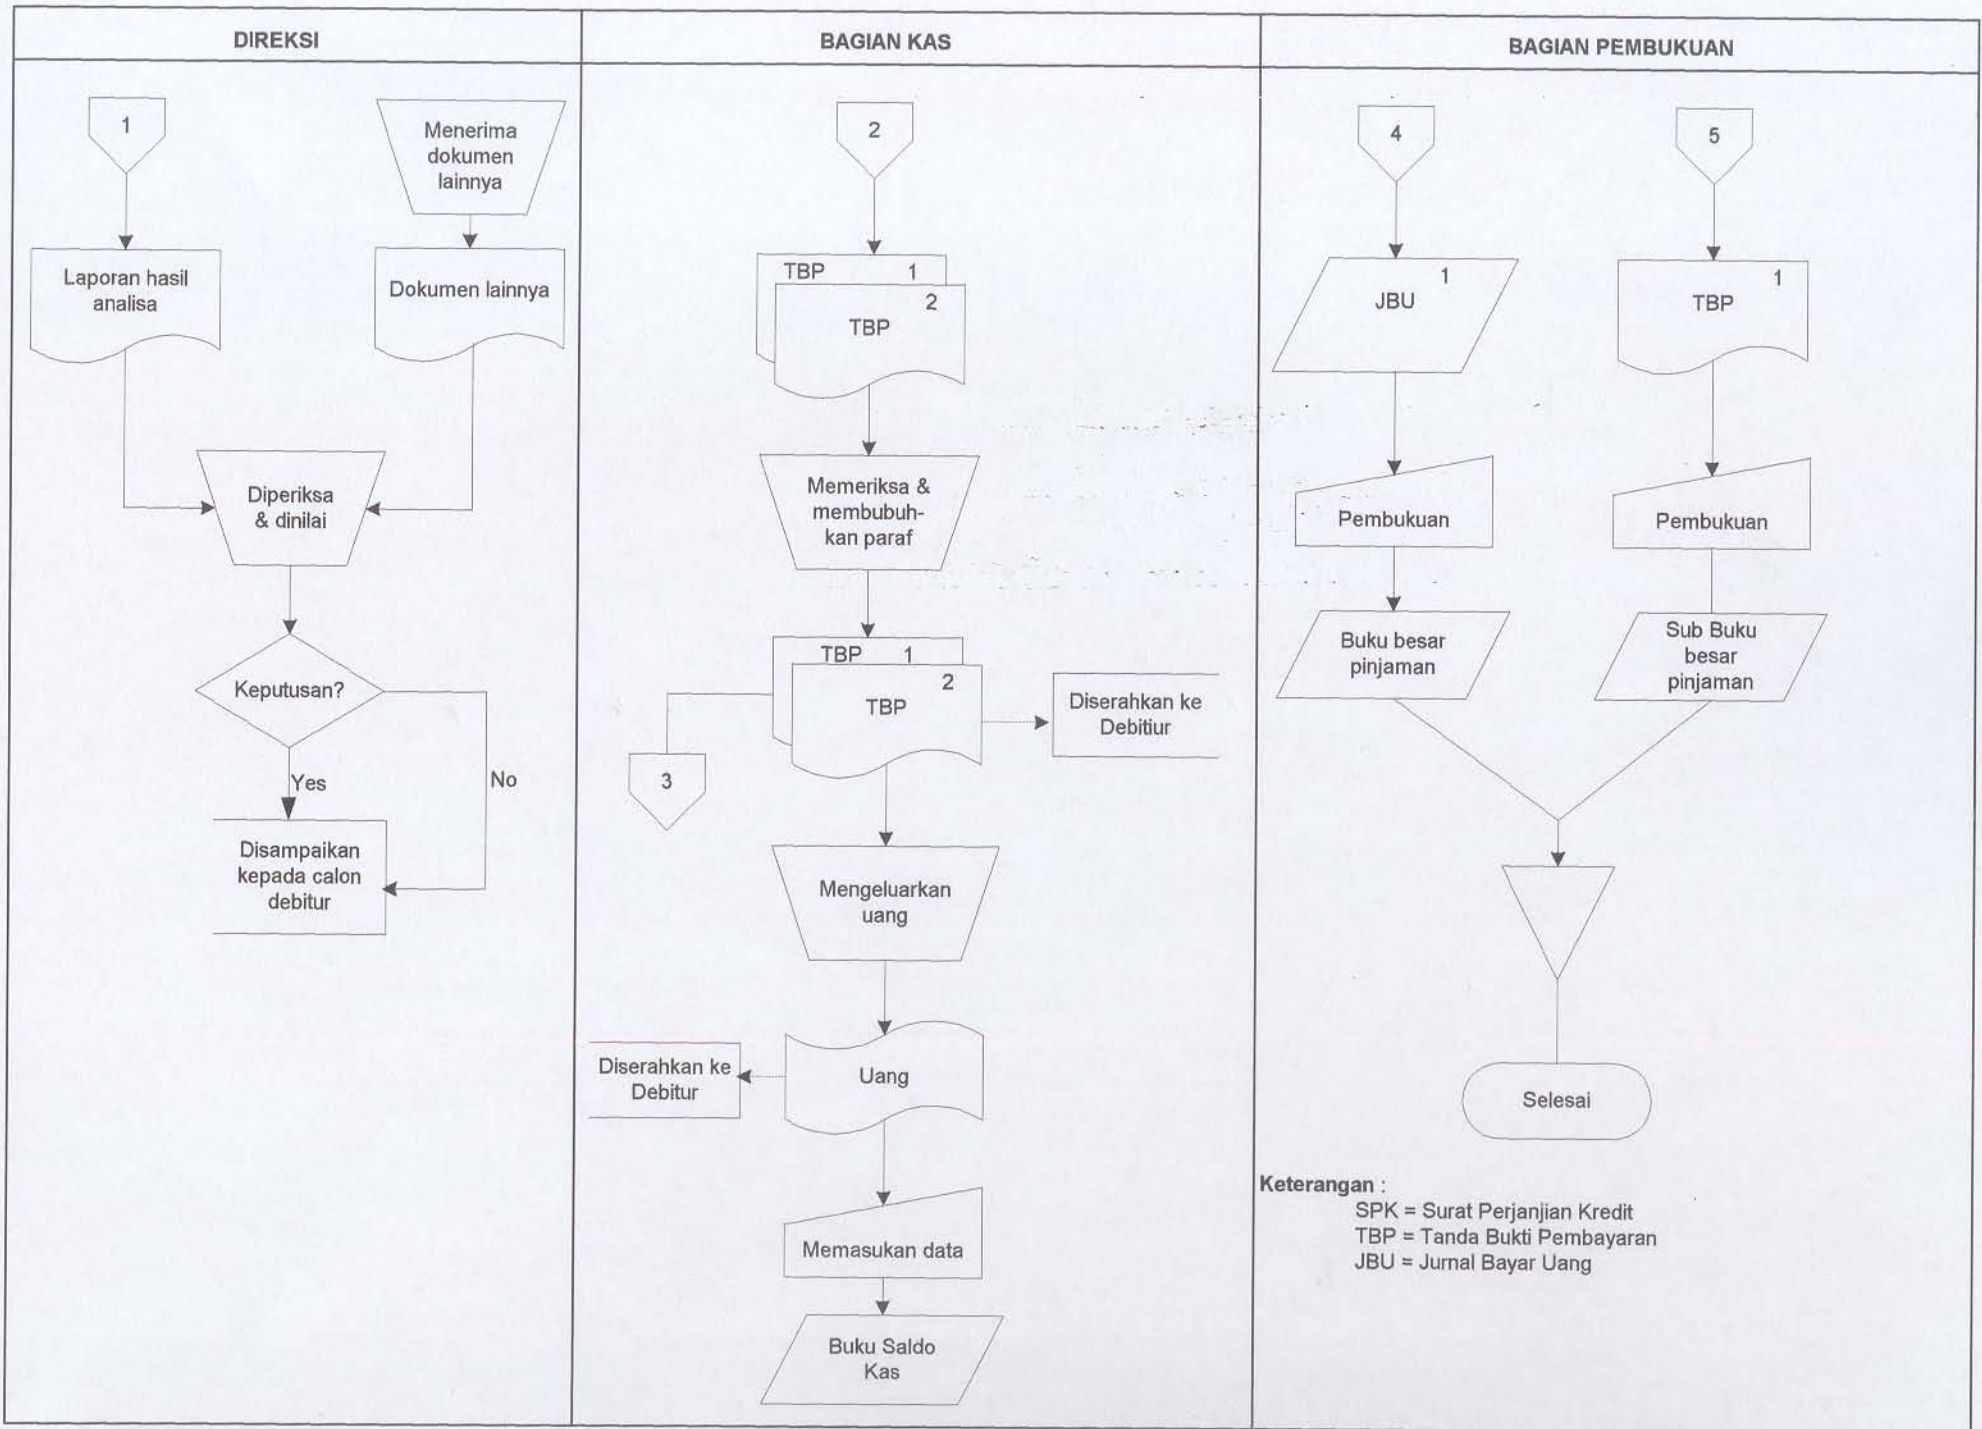 DIREKSI
BAGIAN KAS
BAGIAN PEMBUKUAN
1
Menerima
dokumen
lainnya
Laporan hasil
analisa
Dokumen lainnya
Diperiksa
& dinilai
Keputusan?
Yes
No
Disampaikan
kepada calon
debitur
2
TBP 1
2
TBP
Memeriksa &
membubuh-
kan paraf
TBP 1
2
TBP
Diserahkan ke
Debitiur
3
Mengeluarkan
uang
Uang
Diserahkan ke
Debitur
Memasukan data
Buku Saldo
Kas
4
1
JBU
Pembukuan
Buku besar
pinjaman
5
1
TBP
Pembukuan
Sub Buku
besar
pinjaman
Selesai
Keterangan :
SPK = Surat Perjanjian Kredit
TBP = Tanda Bukti Pembayaran
JBU = Jurnal Bayar Uang